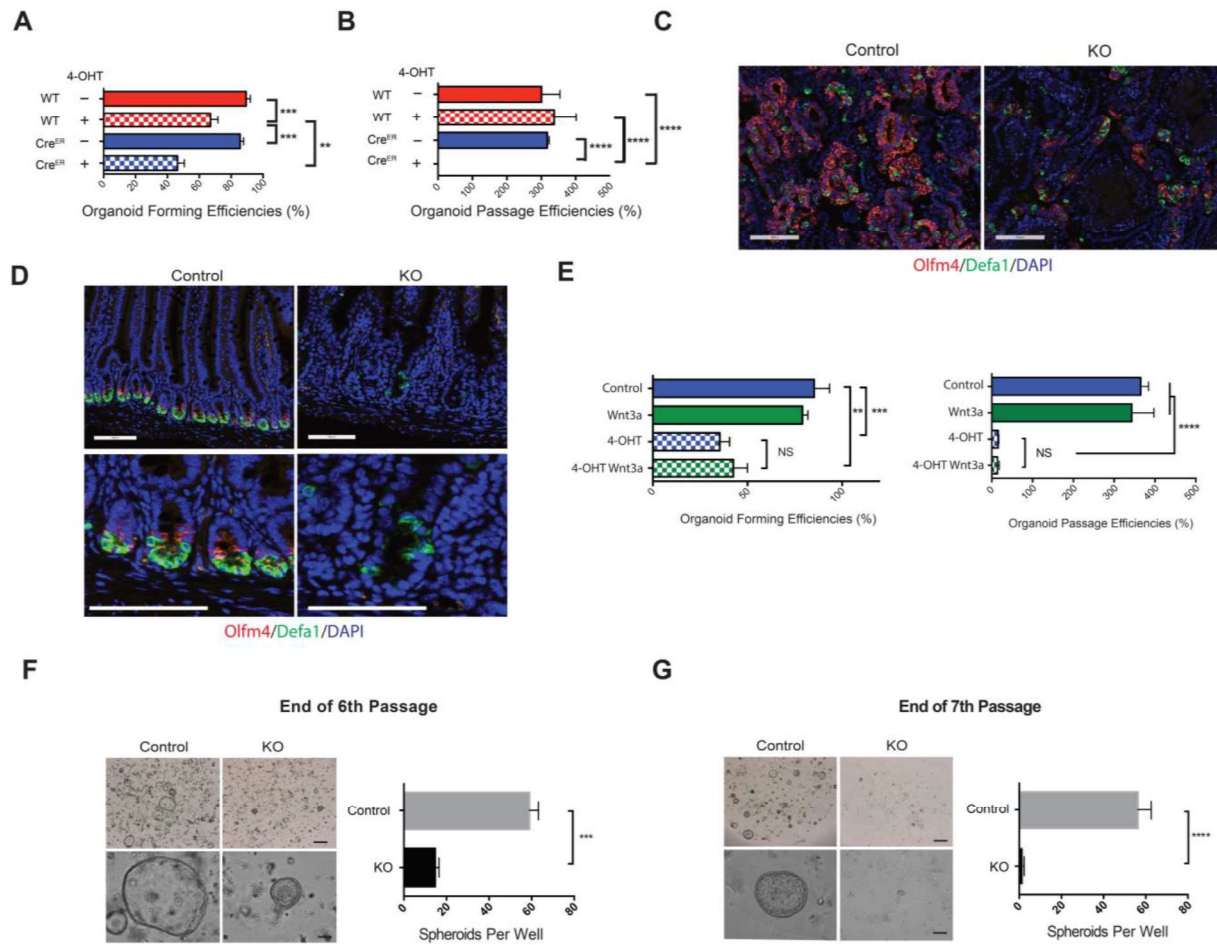 A
4-OHT
WT −
WT +
Cre^ER −
Cre^ER +
***
***
**
0 20 40 60 80 100
Organoid Forming Efficiencies (%)
B
4-OHT
WT −
WT +
Cre^ER −
Cre^ER +
****
****
****
0 100 200 300 400 500
Organoid Passage Efficiencies (%)
C
Control KO
Olfm4/Defa1/DAPI
D
Control KO
Olfm4/Defa1/DAPI
E
Control
Wnt3a
4-OHT
4-OHT Wnt3a
** ***
NS
0 50 100
Organoid Forming Efficiencies (%)
Control
Wnt3a
4-OHT
4-OHT Wnt3a
****
NS
0 100 200 300 400 500
Organoid Passage Efficiencies (%)
F
End of 6th Passage
Control KO
Control
KO
***
0 20 40 60 80
Spheroids Per Well
G
End of 7th Passage
Control KO
Control
KO
****
0 20 40 60 80
Spheroids Per Well